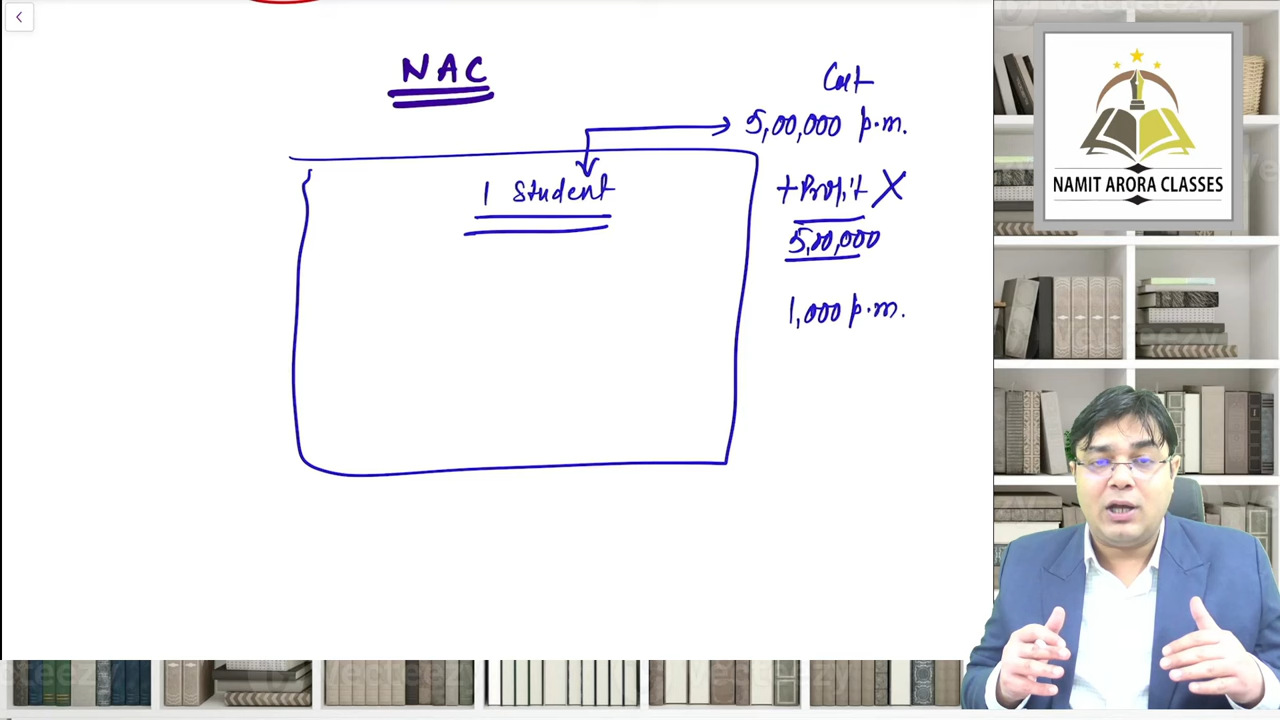 NAC
Cost
5,00,000 p.m.
1 Student
+ Profit X
5,00,000
1,000 p.m.
NAMIT ARORA CLASSES